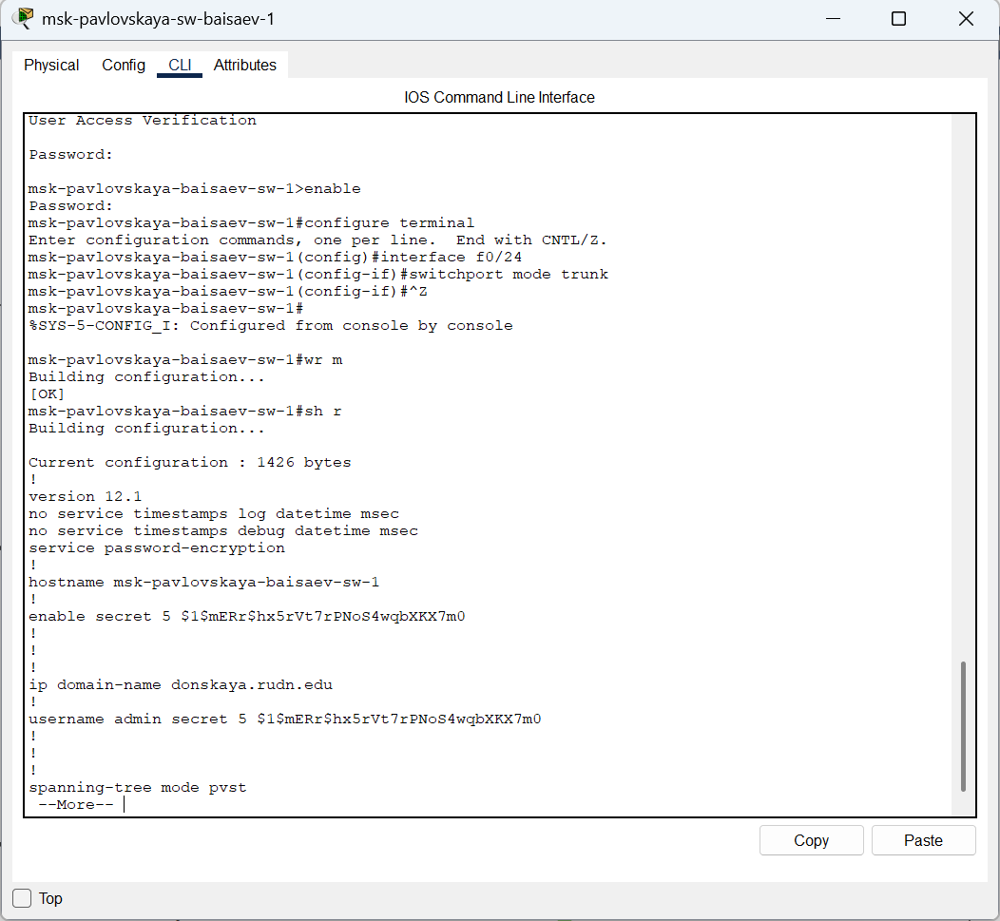 msk-pavlovskaya-sw-baisaev-1
Physical Config CLI Attributes
IOS Command Line Interface
User Access Verification
Password:
msk-pavlovskaya-baisaev-sw-1>enable
Password:
msk-pavlovskaya-baisaev-sw-1#configure terminal
Enter configuration commands, one per line.  End with CNTL/Z.
msk-pavlovskaya-baisaev-sw-1(config)#interface f0/24
msk-pavlovskaya-baisaev-sw-1(config-if)#switchport mode trunk
msk-pavlovskaya-baisaev-sw-1(config-if)#^Z
msk-pavlovskaya-baisaev-sw-1#
%SYS-5-CONFIG_I: Configured from console by console
msk-pavlovskaya-baisaev-sw-1#wr m
Building configuration...
[OK]
msk-pavlovskaya-baisaev-sw-1#sh r
Building configuration...
Current configuration : 1426 bytes
!
version 12.1
no service timestamps log datetime msec
no service timestamps debug datetime msec
service password-encryption
!
hostname msk-pavlovskaya-baisaev-sw-1
!
enable secret 5 $1$mERr$hx5rVt7rPNoS4wqbXKX7m0
!
!
!
ip domain-name donskaya.rudn.edu
!
username admin secret 5 $1$mERr$hx5rVt7rPNoS4wqbXKX7m0
!
!
!
spanning-tree mode pvst
--More--
Copy Paste
Top